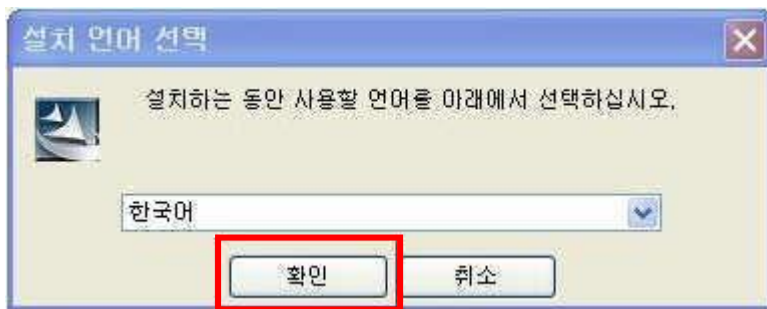 설치 언어 선택
설치하는 동안 사용할 언어를 아래에서 선택하십시오.
한국어
확인 취소